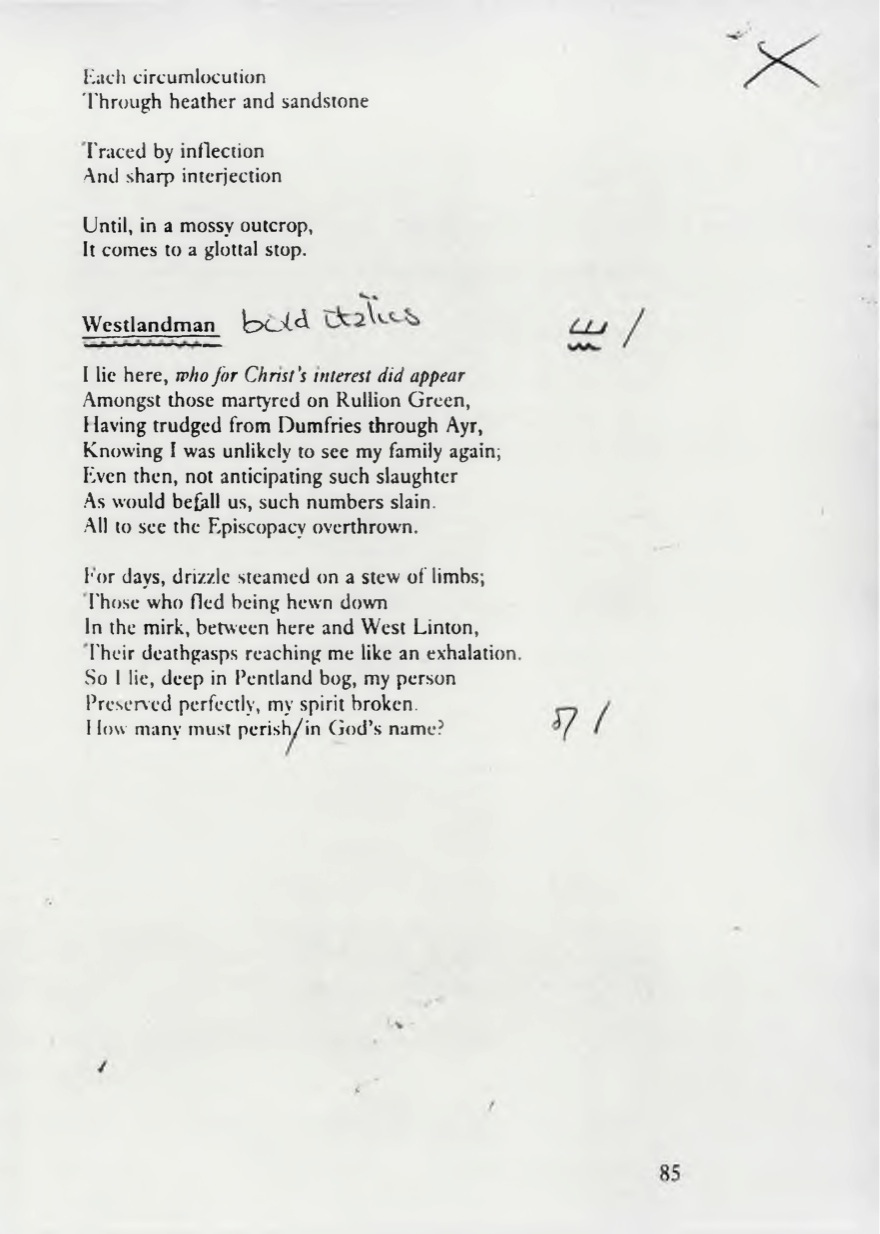 Each circumlocution
Through heather and sandstone

Traced by inflection
And sharp interjection

Until, in a mossy outcrop,
It comes to a glottal stop.

Westlandman bold italics

I lie here, who for Christ's interest did appear
Amongst those martyred on Rullion Green,
Having trudged from Dumfries through Ayr,
Knowing I was unlikely to see my family again;
Even then, not anticipating such slaughter
As would befall us, such numbers slain.
All to see the Episcopacy overthrown.

For days, drizzle steamed on a stew of limbs;
Those who fled being hewn down
In the mirk, between here and West Linton,
Their deathgasps reaching me like an exhalation.
So I lie, deep in Pentland bog, my person
Preserved perfectly, my spirit broken.
How many must perish/in God's name?

85